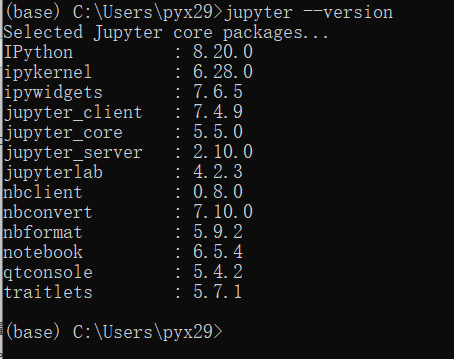 (base) C:\Users\pyx29>jupyter --version
Selected Jupyter core packages...
IPython          : 8.20.0
ipykernel        : 6.28.0
ipywidgets       : 7.6.5
jupyter_client   : 7.4.9
jupyter_core     : 5.5.0
jupyter_server   : 2.10.0
jupyterlab       : 4.2.3
nbclient         : 0.8.0
nbconvert        : 7.10.0
nbformat         : 5.9.2
notebook         : 6.5.4
qtconsole        : 5.4.2
traitlets        : 5.7.1
(base) C:\Users\pyx29>